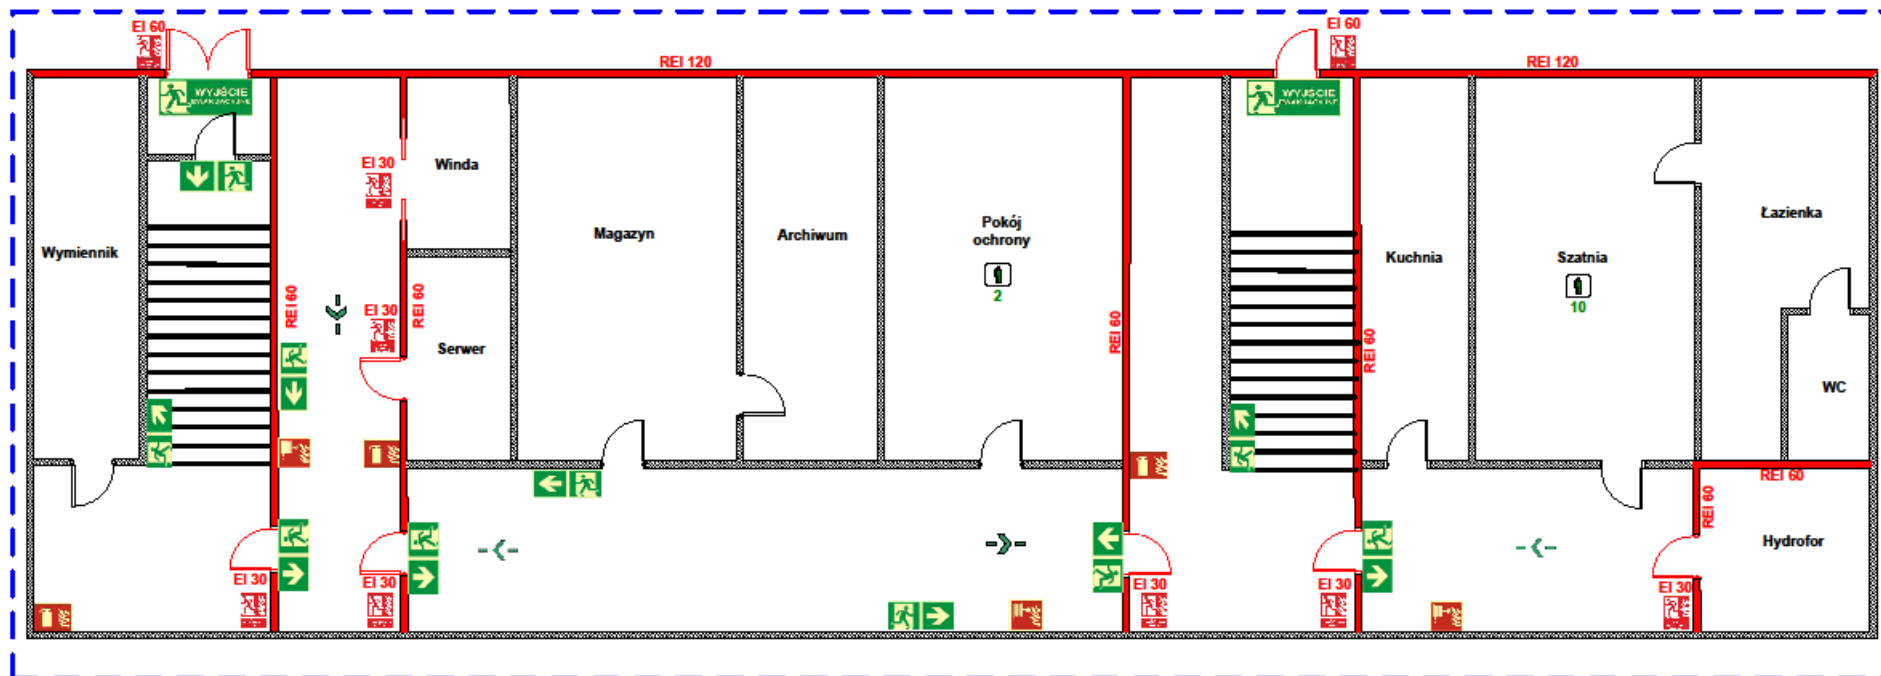 EI 60
EI 60
REI 120
REI 120
WYJŚCIE
EWAKUACYJNE
WYJŚCIE
EWAKUACYJNE
EI 30
Winda
Wymiennik
Magazyn
Archiwum
Pokój
ochrony
2
Kuchnia
Szatnia
10
Łazienka
REI 60
EI 30
REI 60
Serwer
REI 60
REI 60
WC
REI 60
REI 60
Hydrofor
EI 30
EI 30
EI 30
EI 30
EI 30